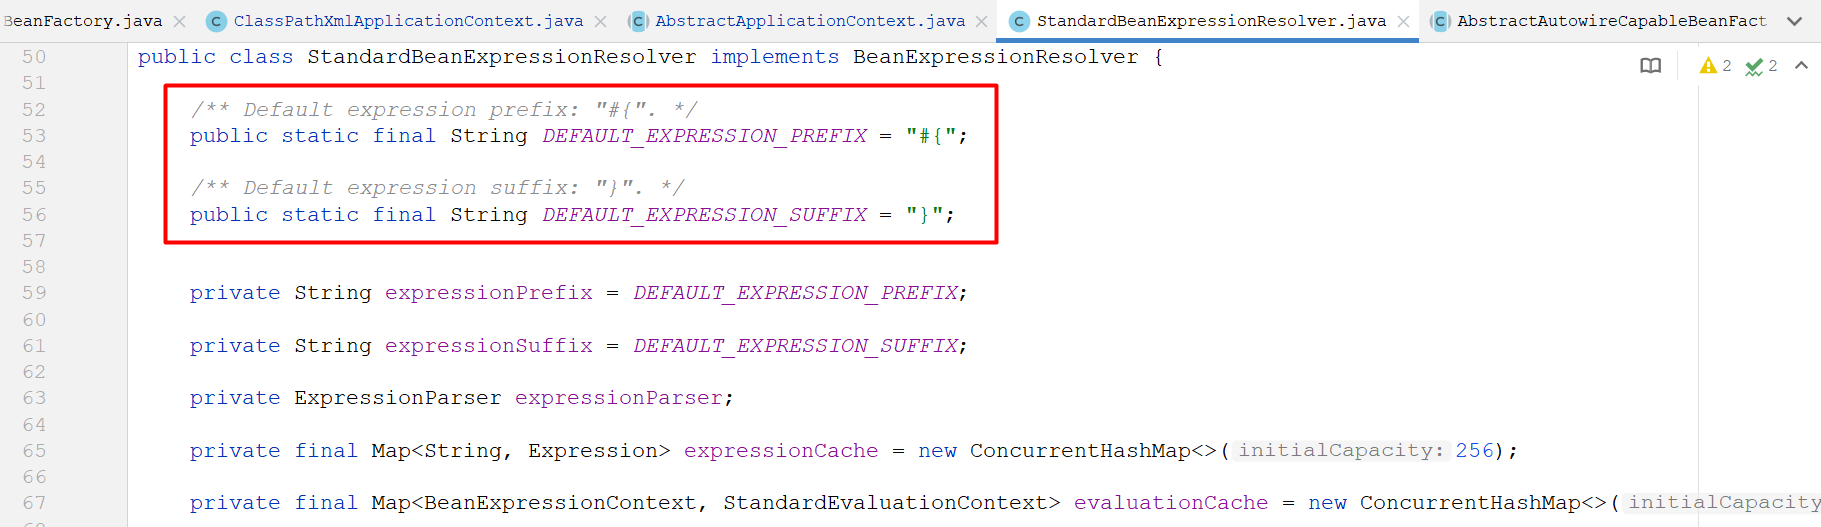 BeanFactory.java ClassPathXmlApplicationContext.java AbstractApplicationContext.java StandardBeanExpressionResolver.java AbstractAutowireCapableBeanFact
50 public class StandardBeanExpressionResolver implements BeanExpressionResolver { 2 2
51
52 /** Default expression prefix: "#{". */
53 public static final String DEFAULT_EXPRESSION_PREFIX = "#{";
54
55 /** Default expression suffix: "}". */
56 public static final String DEFAULT_EXPRESSION_SUFFIX = "}";
57
58
59 private String expressionPrefix = DEFAULT_EXPRESSION_PREFIX;
60
61 private String expressionSuffix = DEFAULT_EXPRESSION_SUFFIX;
62
63 private ExpressionParser expressionParser;
64
65 private final Map<String, Expression> expressionCache = new ConcurrentHashMap<>( initialCapacity: 256);
66
67 private final Map<BeanExpressionContext, StandardEvaluationContext> evaluationCache = new ConcurrentHashMap<>( initialCapacity